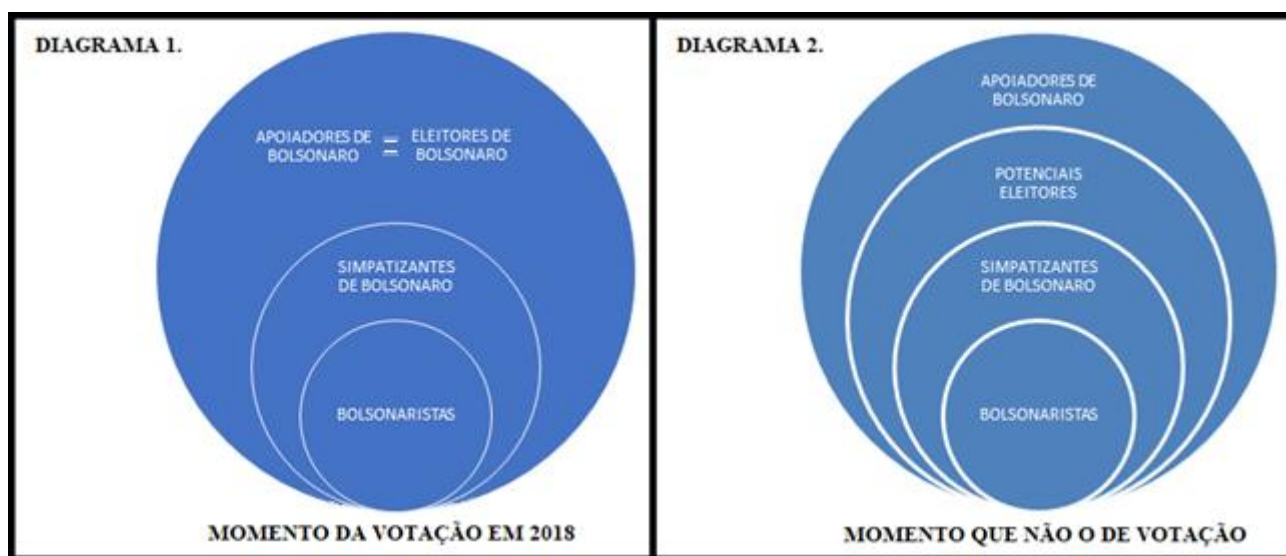 DIAGRAMA 1.
APOIADORES DE = ELEITORES DE
BOLSONARO BOLSONARO
SIMPATIZANTES
DE BOLSONARO
BOLSONARISTAS
MOMENTO DA VOTAÇÃO EM 2018
DIAGRAMA 2.
APOIADORES DE
BOLSONARO
POTENCIAIS
ELEITORES
SIMPATIZANTES
DE BOLSONARO
BOLSONARISTAS
MOMENTO QUE NÃO O DE VOTAÇÃO